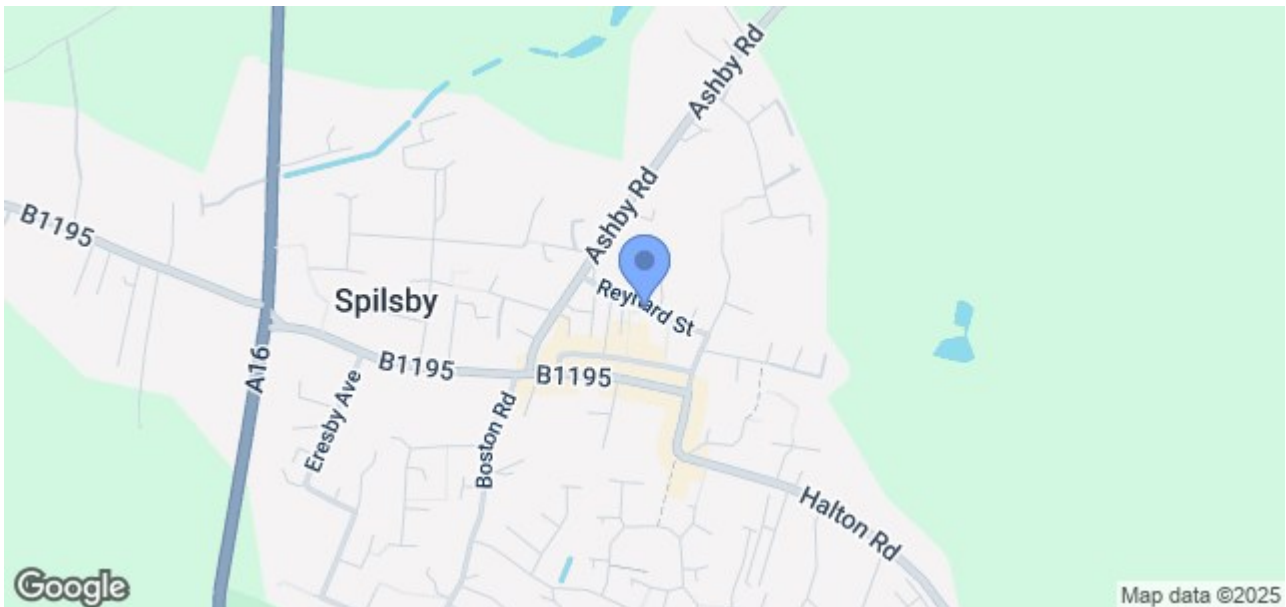 Ashby Rd
Ashby Rd
B1195
Reynard St
Spilsby
A16
B1195
B1195
Eresby Ave
Boston Rd
Halton Rd
Google
Map data ©2025